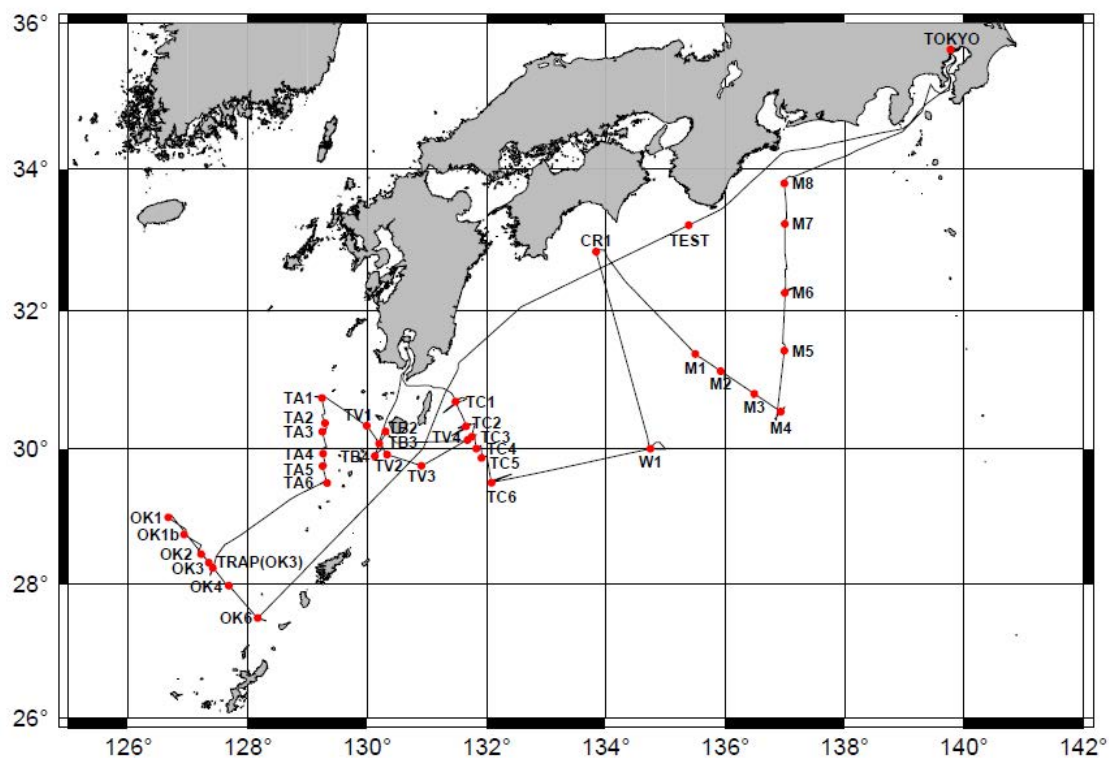 36°
TOKYO
34°
M8
M7
TEST
CR1
M6
32°
M5
M1
M2
M3
M4
TA1
TC1
TA2
TV1
TB2
TC2
TA3
TB3
TV4
TC3
30°
TA4
TB4
TC4
W1
TA5
TV2
TV3
TC5
TA6
TC6
OK1
OK1b
OK2
TRAP(OK3)
OK3
28°
OK4
OK6
26°
126° 128° 130° 132° 134° 136° 138° 140° 142°